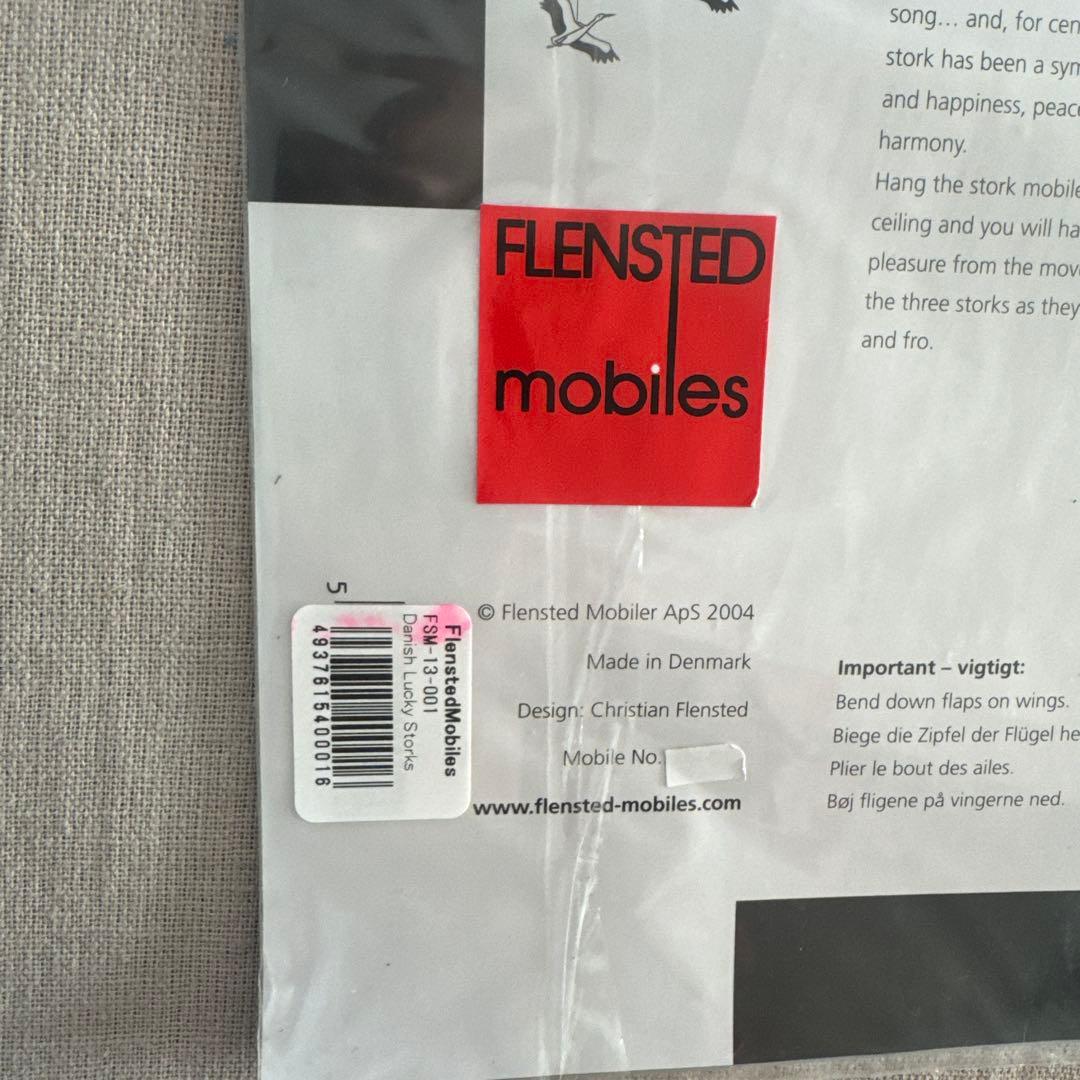 song... and, for cen
stork has been a sym
and happiness, peac
harmony.
Hang the stork mobile
ceiling and you will ha
pleasure from the mov
the three storks as they
and fro.
FLENSTED
mobiles
© Flensted Mobiler ApS 2004
Made in Denmark
Design: Christian Flensted
Mobile No.
www.flensted-mobiles.com
5
FlenstedMobiles
FSM-13-001
Danish Lucky Storks
4937615400016
Important – vigtigt:
Bend down flaps on wings.
Biege die Zipfel der Flügel he
Plier le bout des ailes.
Bøj fligene på vingerne ned.